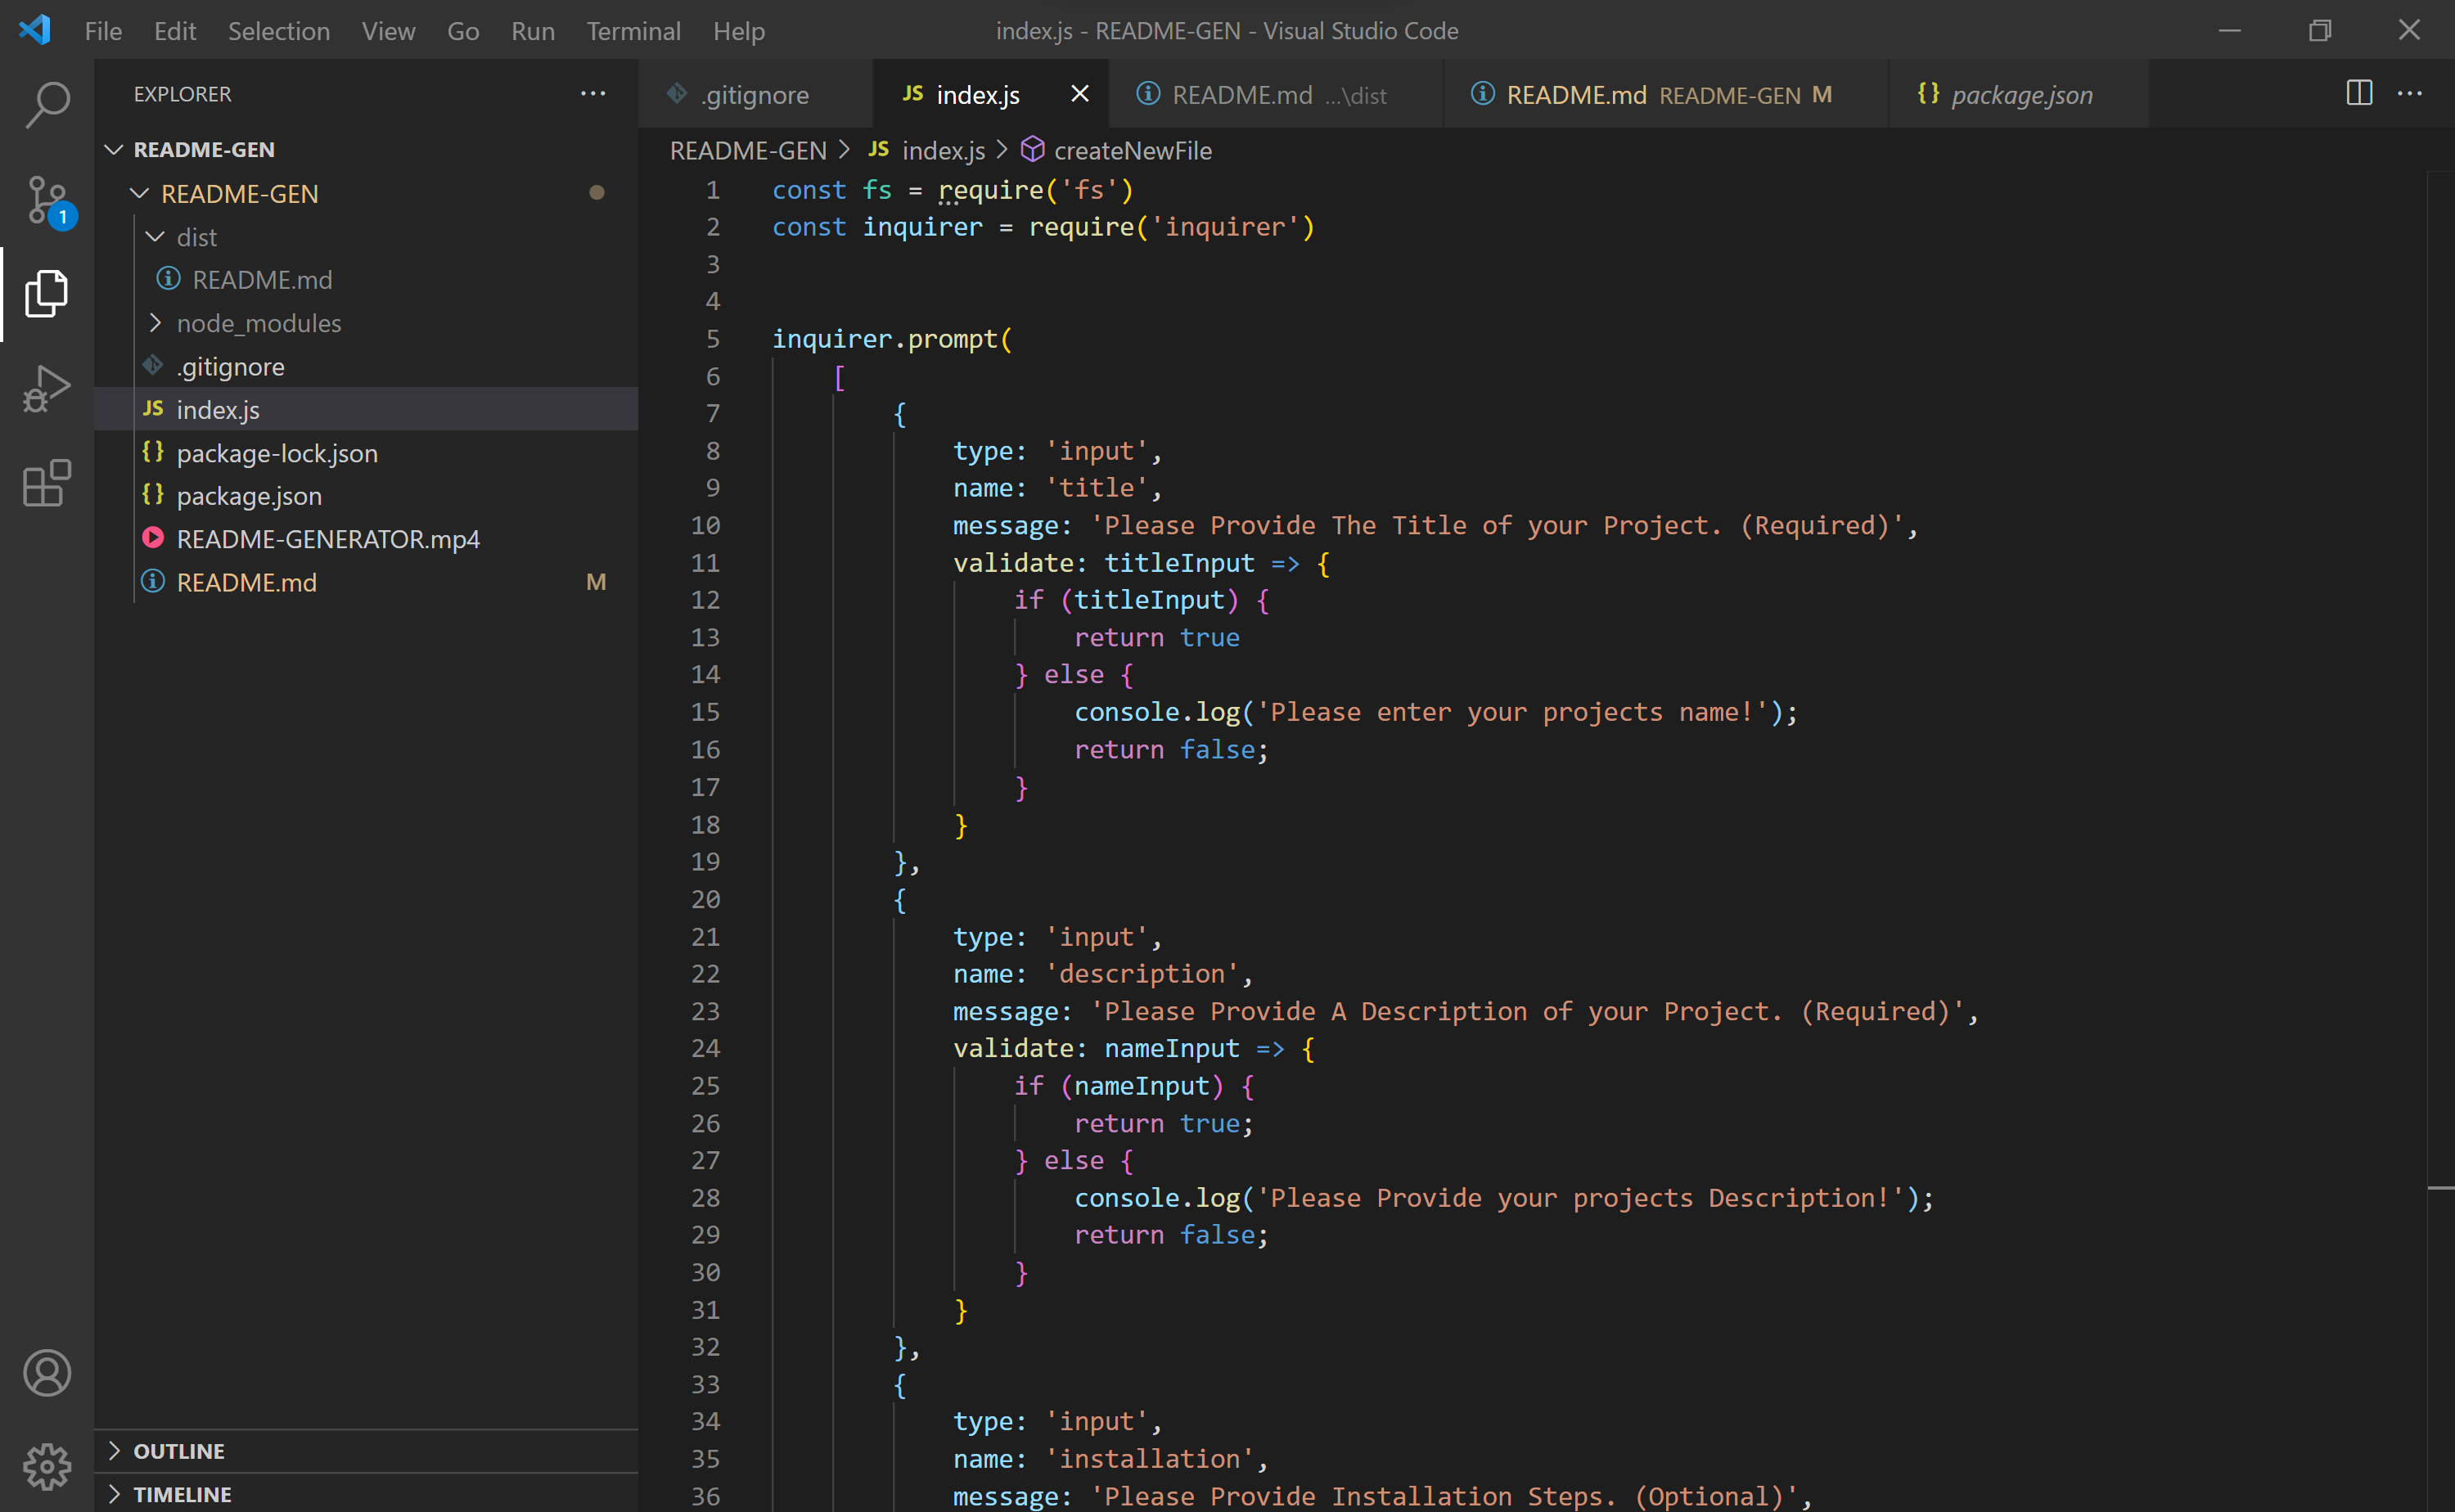 File Edit Selection View Go Run Terminal Help index.js - README-GEN - Visual Studio Code
EXPLORER
README-GEN
README-GEN
dist
README.md
node_modules
.gitignore
JS index.js
{} package-lock.json
{} package.json
README-GENERATOR.mp4
README.md M
OUTLINE
TIMELINE
1
.gitignore JS index.js README.md ...\dist README.md README-GEN M {} package.json
README-GEN > JS index.js > createNewFile
1 const fs = require('fs')
2 const inquirer = require('inquirer')
3
4
5 inquirer.prompt(
6 [
7 {
8 type: 'input',
9 name: 'title',
10 message: 'Please Provide The Title of your Project. (Required)',
11 validate: titleInput => {
12 if (titleInput) {
13 return true
14 } else {
15 console.log('Please enter your projects name!');
16 return false;
17 }
18 }
19 },
20 {
21 type: 'input',
22 name: 'description',
23 message: 'Please Provide A Description of your Project. (Required)',
24 validate: nameInput => {
25 if (nameInput) {
26 return true;
27 } else {
28 console.log('Please Provide your projects Description!');
29 return false;
30 }
31 }
32 },
33 {
34 type: 'input',
35 name: 'installation',
36 message: 'Please Provide Installation Steps. (Optional)',